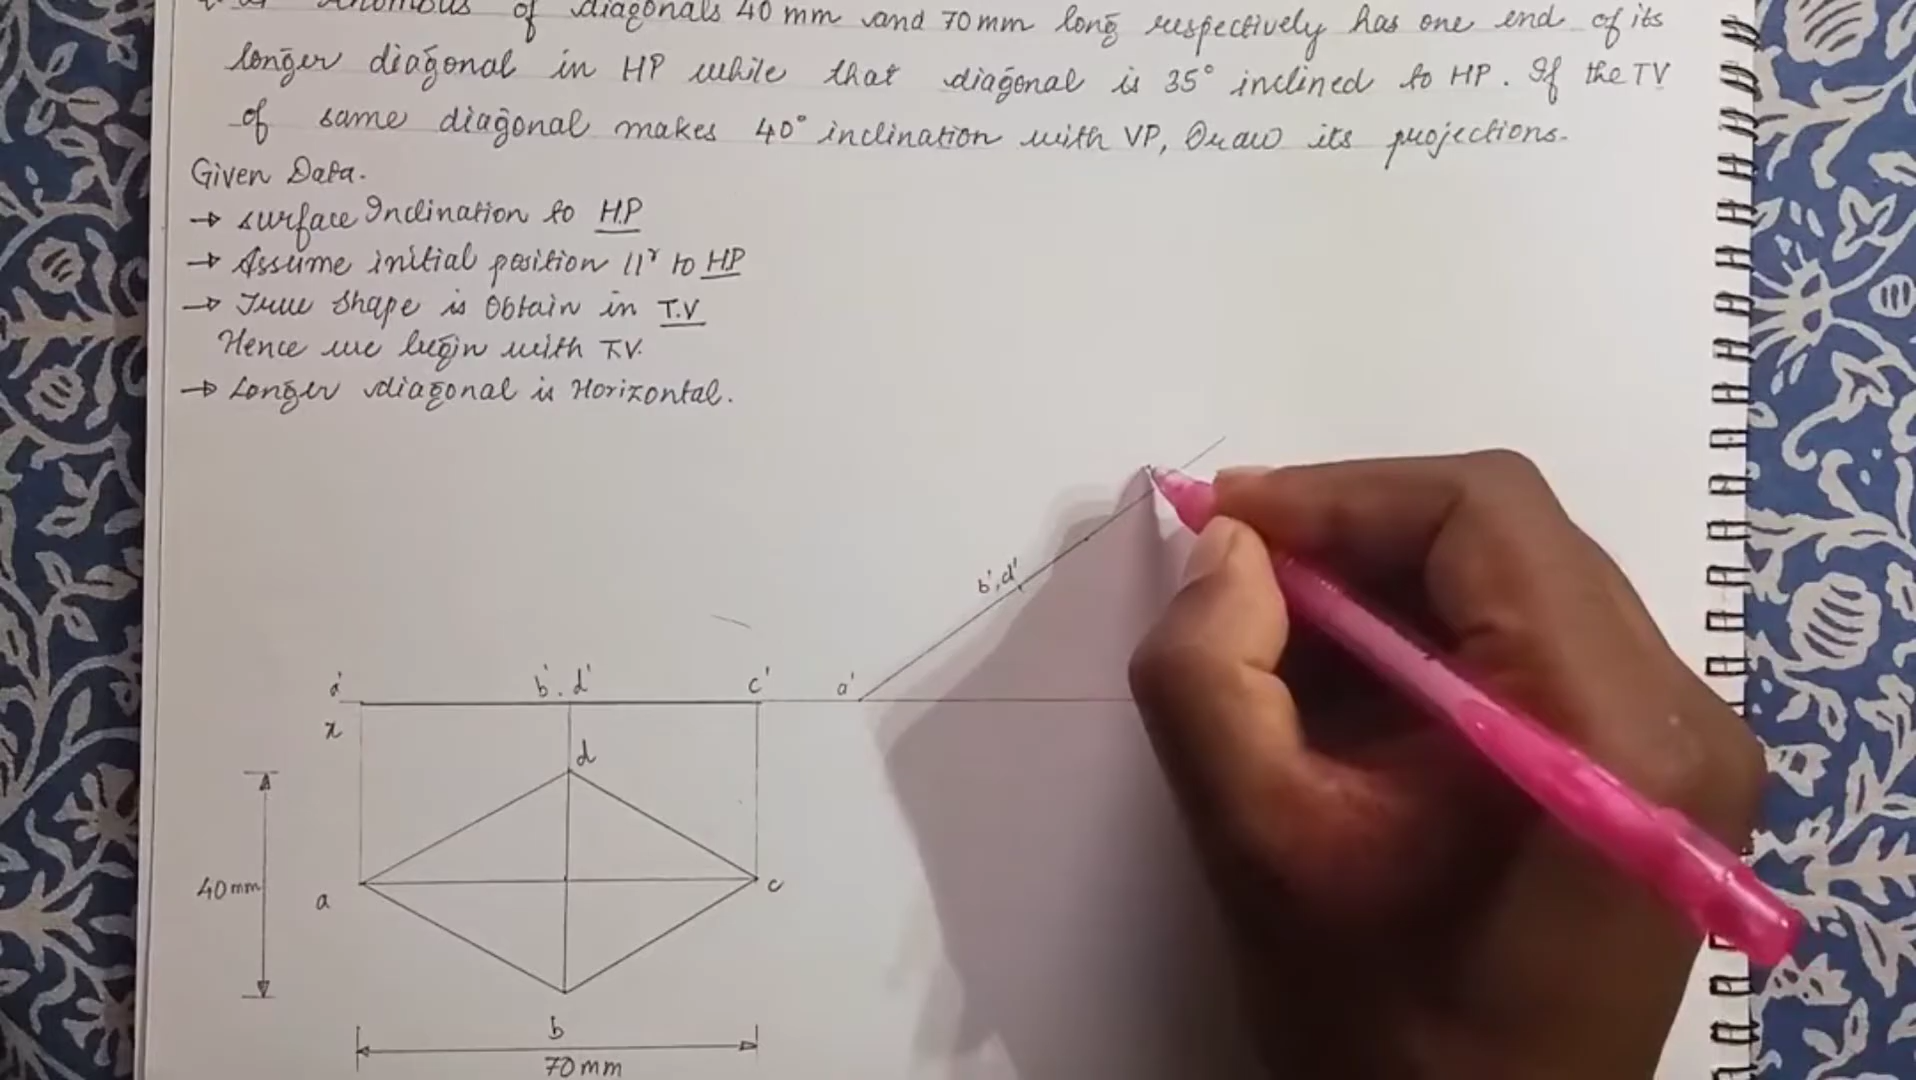 of diagonals 40 mm and 70 mm long respectively has one end of its
longer diagonal in HP while that diagonal is 35° inclined to HP. If the TV
of same diagonal makes 40° inclination with VP, Draw its projections.
Given Data.
→ surface Inclination to H.P
→ Assume initial position 11r to HP
→ True Shape is Obtain in T.V
Hence we begin with T.V.
→ Longer diagonal is Horizontal.
b', d'
a' b'. d' c' a'
x
d
40 mm
a c
b
70 mm